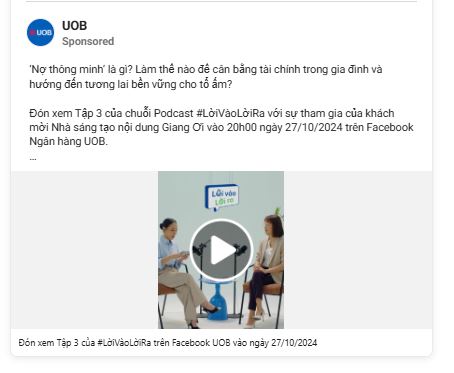 UOB
UOB
Sponsored
‘Nợ thông minh’ là gì? Làm thế nào để cân bằng tài chính trong gia đình và
hướng đến tương lai bền vững cho tổ ấm?
Đón xem Tập 3 của chuỗi Podcast #LờiVàoLờiRa với sự tham gia của khách
mời Nhà sáng tạo nội dung Giang Ơi vào 20h00 ngày 27/10/2024 trên Facebook
Ngân hàng UOB.
...
Lời vào
Lời ra
Đón xem Tập 3 của #LờiVàoLờiRa trên Facebook UOB vào ngày 27/10/2024